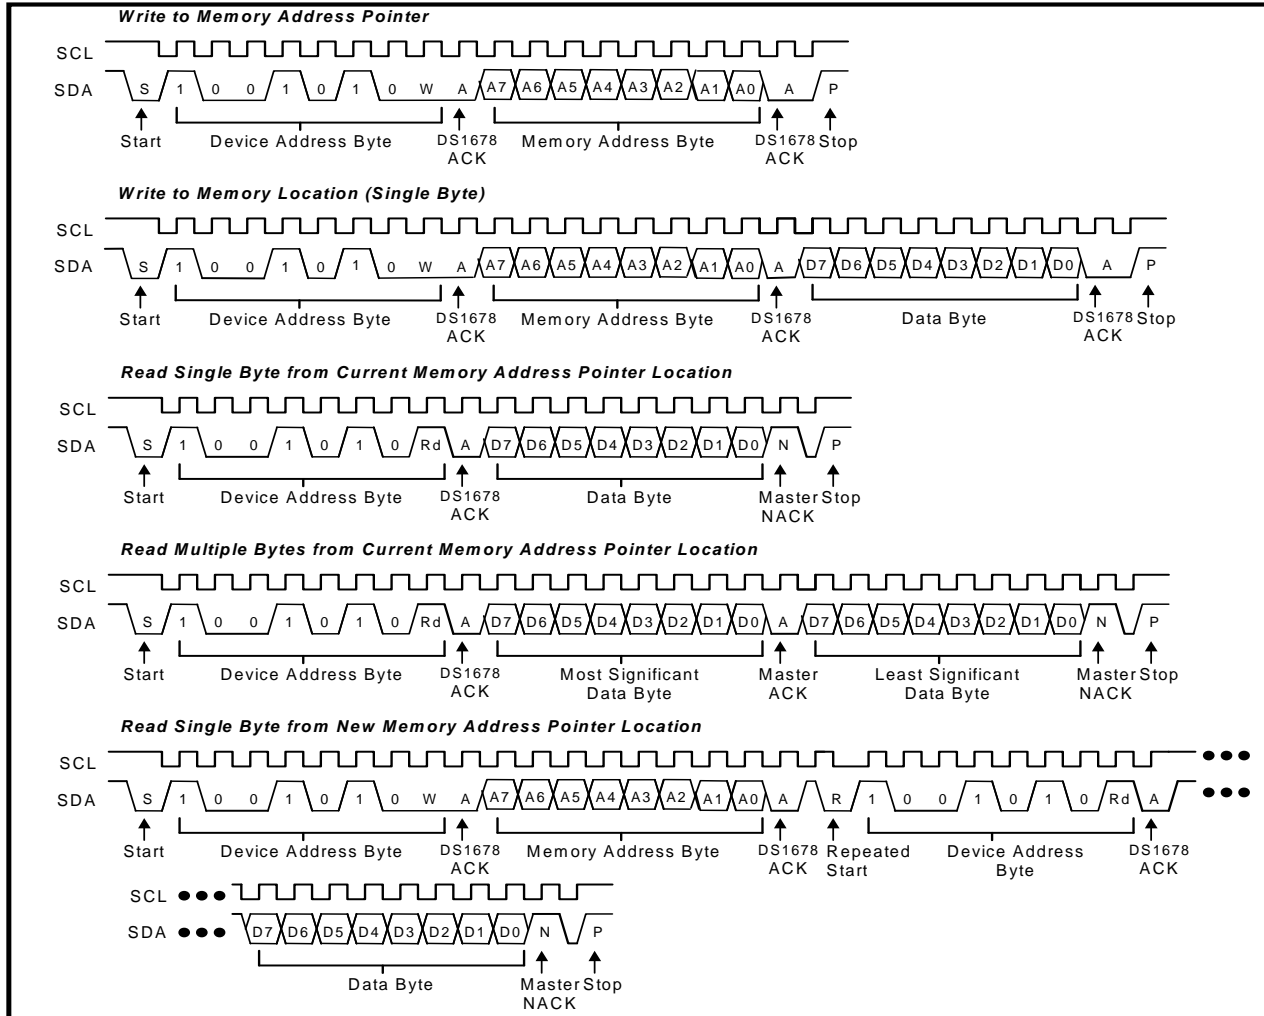 Write to Memory Address Pointer
SCL
SDA S 1 0 0 1 0 1 0 W A A7 A6 A5 A4 A3 A2 A1 A0 A P
Start Device Address Byte DS1678 ACK Memory Address Byte DS1678 ACK Stop
Write to Memory Location (Single Byte)
SCL
SDA S 1 0 0 1 0 1 0 W A A7 A6 A5 A4 A3 A2 A1 A0 A D7 D6 D5 D4 D3 D2 D1 D0 A P
Start Device Address Byte DS1678 ACK Memory Address Byte DS1678 ACK Data Byte DS1678 ACK Stop
Read Single Byte from Current Memory Address Pointer Location
SCL
SDA S 1 0 0 1 0 1 0 Rd A D7 D6 D5 D4 D3 D2 D1 D0 N P
Start Device Address Byte DS1678 ACK Data Byte Master NACK Stop
Read Multiple Bytes from Current Memory Address Pointer Location
SCL
SDA S 1 0 0 1 0 1 0 Rd A D7 D6 D5 D4 D3 D2 D1 D0 A D7 D6 D5 D4 D3 D2 D1 D0 N P
Start Device Address Byte DS1678 ACK Most Significant Data Byte Master ACK Least Significant Data Byte Master NACK Stop
Read Single Byte from New Memory Address Pointer Location
SCL
SDA S 1 0 0 1 0 1 0 W A A7 A6 A5 A4 A3 A2 A1 A0 A R 1 0 0 1 0 1 0 Rd A
Start Device Address Byte DS1678 ACK Memory Address Byte DS1678 ACK Repeated Start Device Address Byte DS1678 ACK
SCL
SDA D7 D6 D5 D4 D3 D2 D1 D0 N P
Data Byte Master NACK Stop